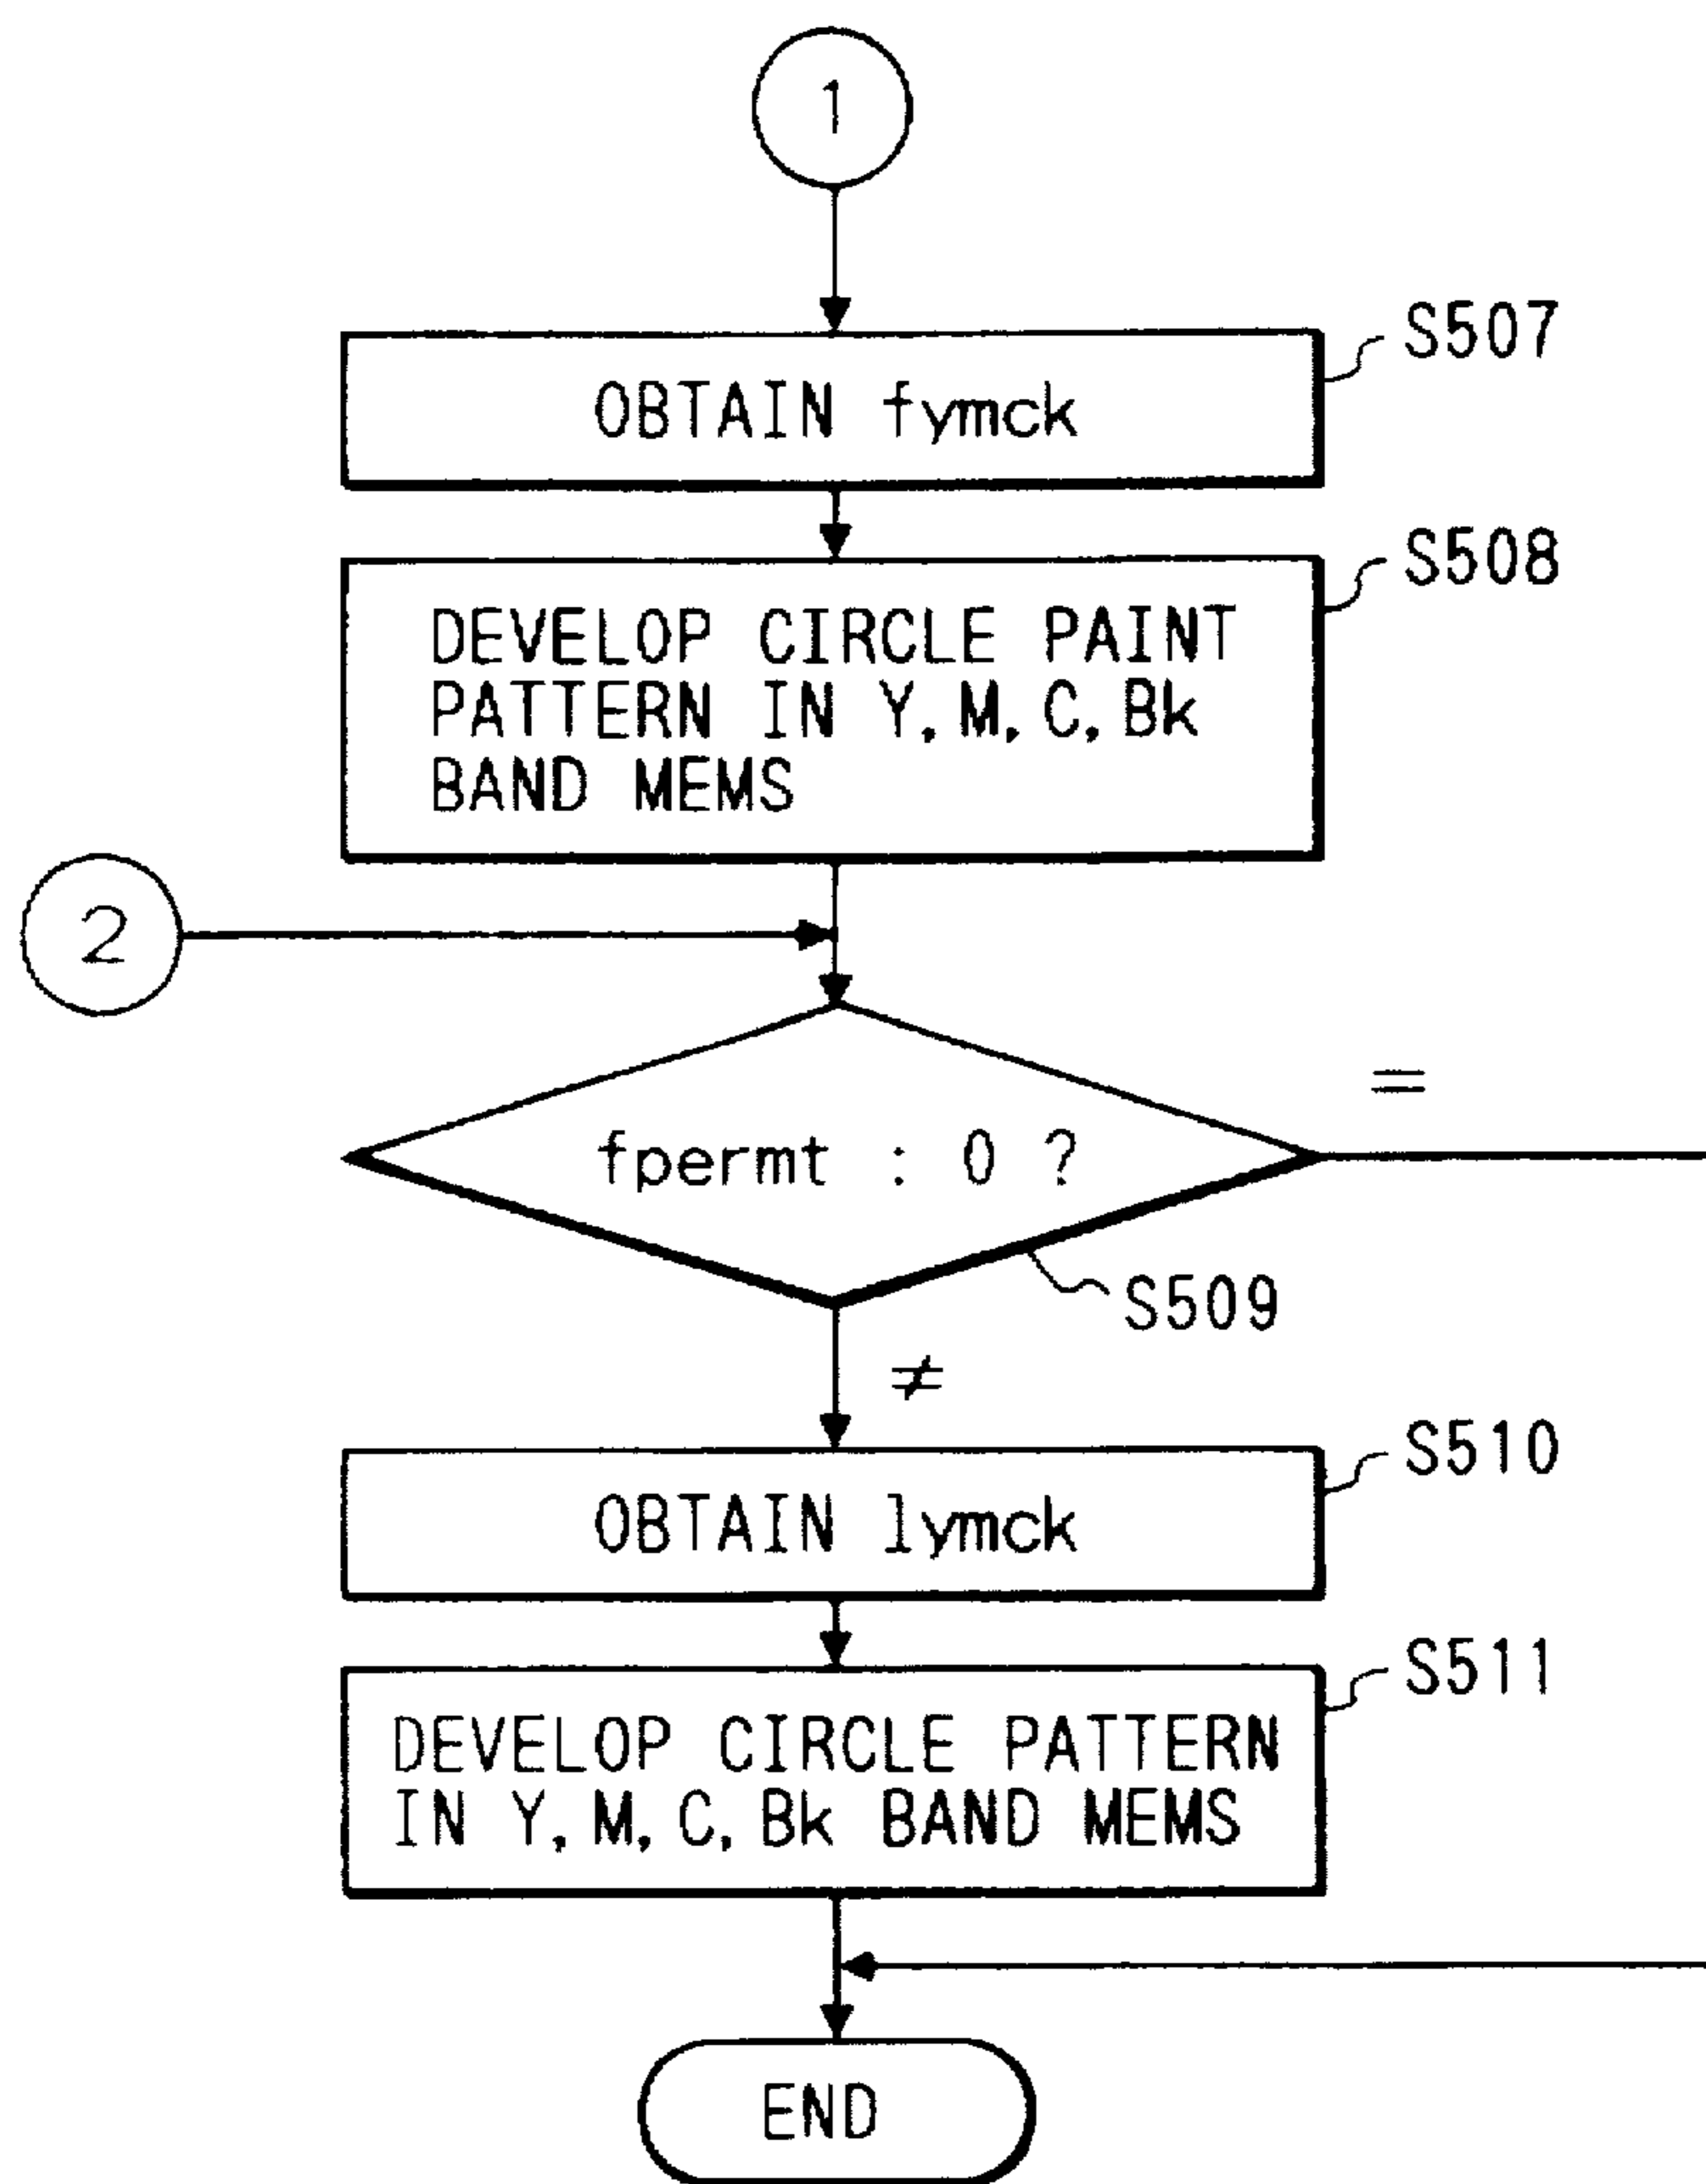 1
S507
OBTAIN fymck
S508
DEVELOP CIRCLE PAINT
PATTERN IN Y, M, C, Bk
BAND MEMS
2
=
fpermt : 0 ?
S509
≠
S510
OBTAIN lymck
S511
DEVELOP CIRCLE PATTERN
IN Y, M, C, Bk BAND MEMS
END